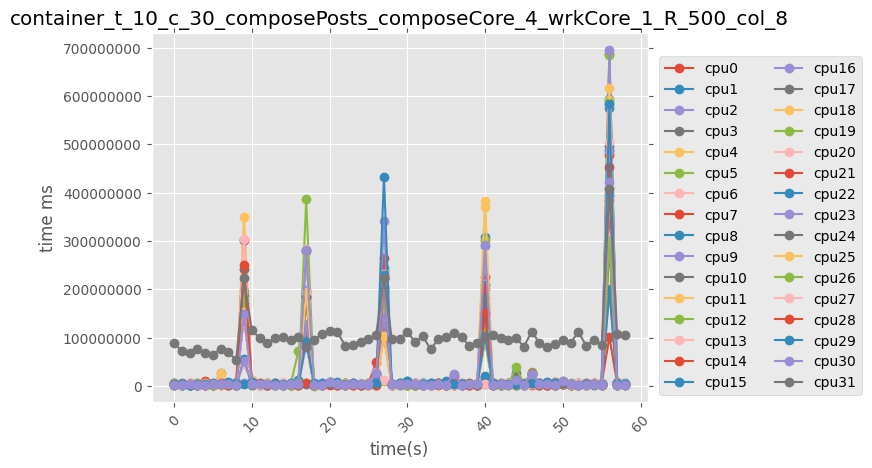 container_t_10_c_30_composePosts_composeCore_4_wrkCore_1_R_500_col_8
time ms
700000000
600000000
500000000
400000000
300000000
200000000
100000000
0
0
10
20
30
40
50
60
time(s)
cpu0
cpu1
cpu2
cpu3
cpu4
cpu5
cpu6
cpu7
cpu8
cpu9
cpu10
cpu11
cpu12
cpu13
cpu14
cpu15
cpu16
cpu17
cpu18
cpu19
cpu20
cpu21
cpu22
cpu23
cpu24
cpu25
cpu26
cpu27
cpu28
cpu29
cpu30
cpu31